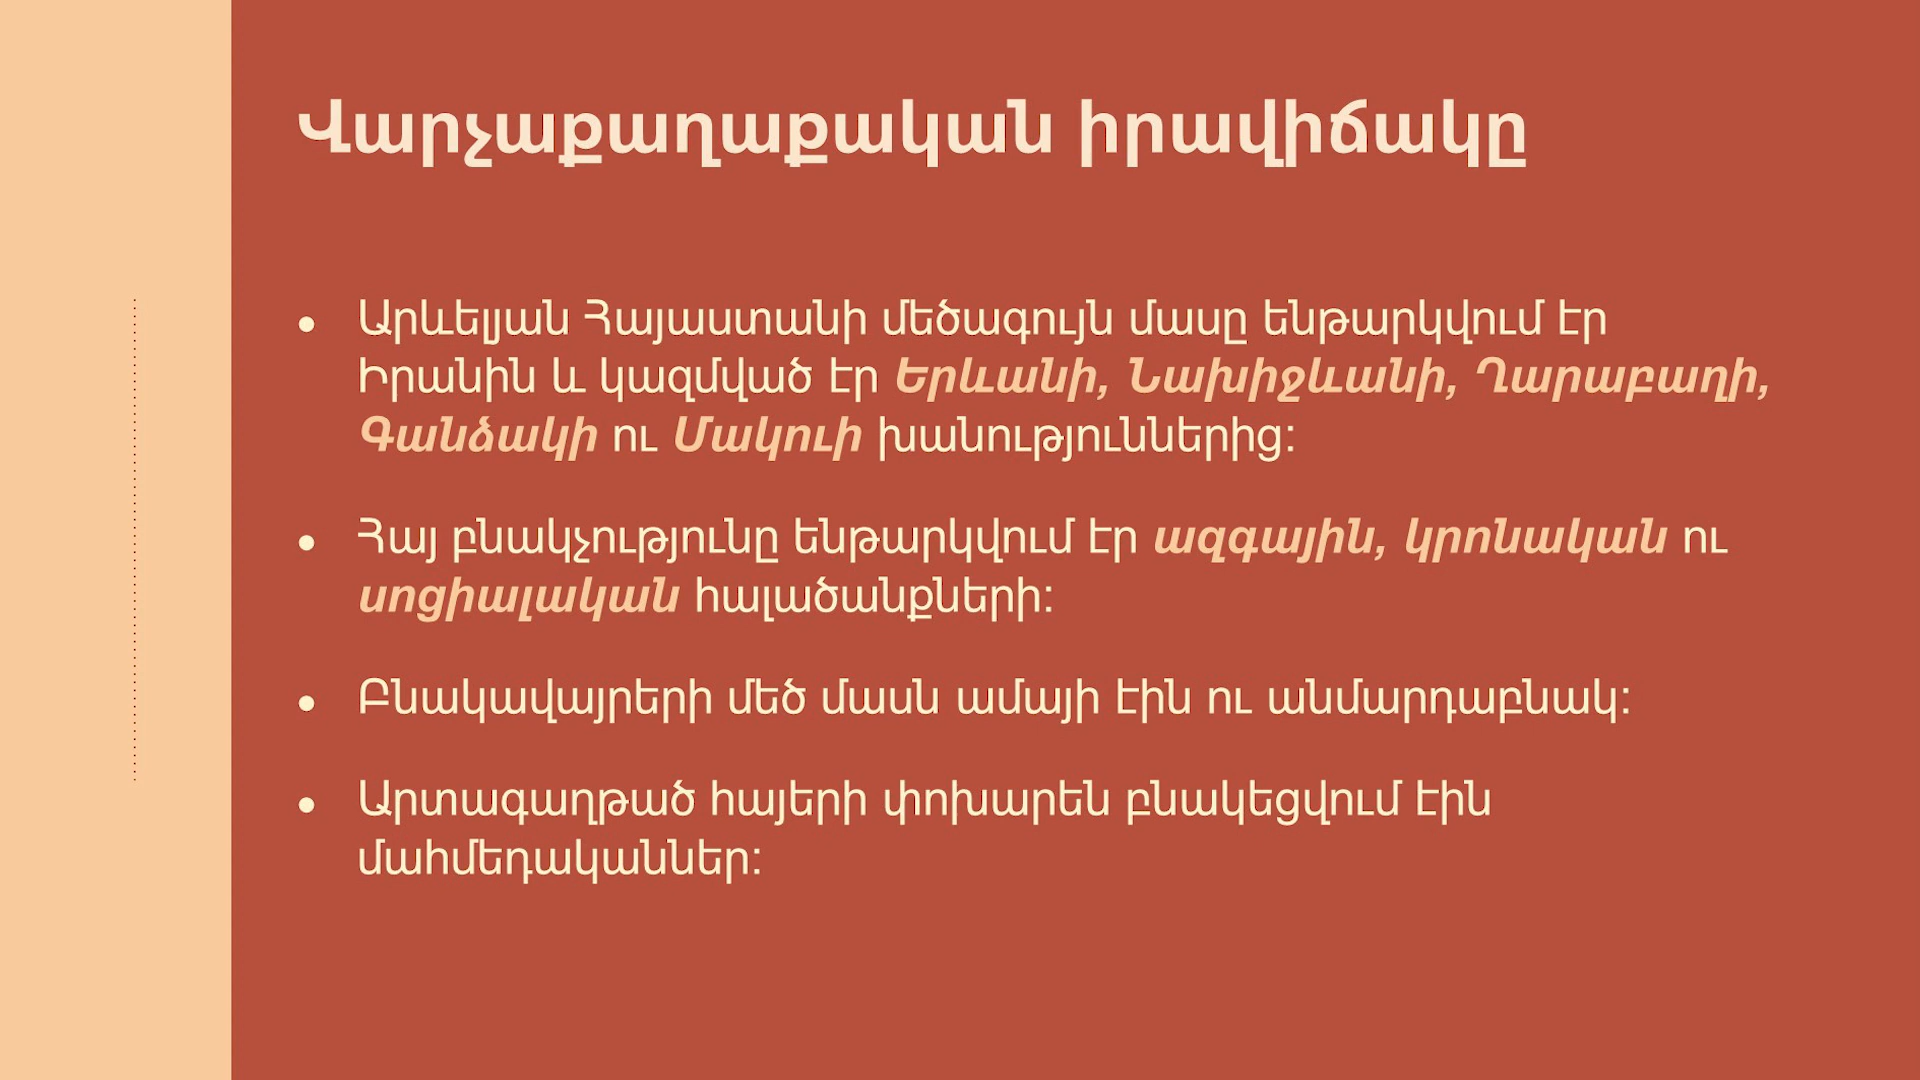 Վարչաքաղաքական իրավիճակը
● Արևելյան Հայաստանի մեծագույն մասը ենթարկվում էր
Իրանին և կազմված էր Երևանի, Նախիջևանի, Ղարաբաղի,
Գանձակի ու Մակուի խանություններից:
● Հայ բնակչությունը ենթարկվում էր ազգային, կրոնական ու
սոցիալական հալածանքների:
● Բնակավայրերի մեծ մասն ամայի էին ու անմարդաբնակ:
● Արտագաղթած հայերի փոխարեն բնակեցվում էին
մահմեդականներ: